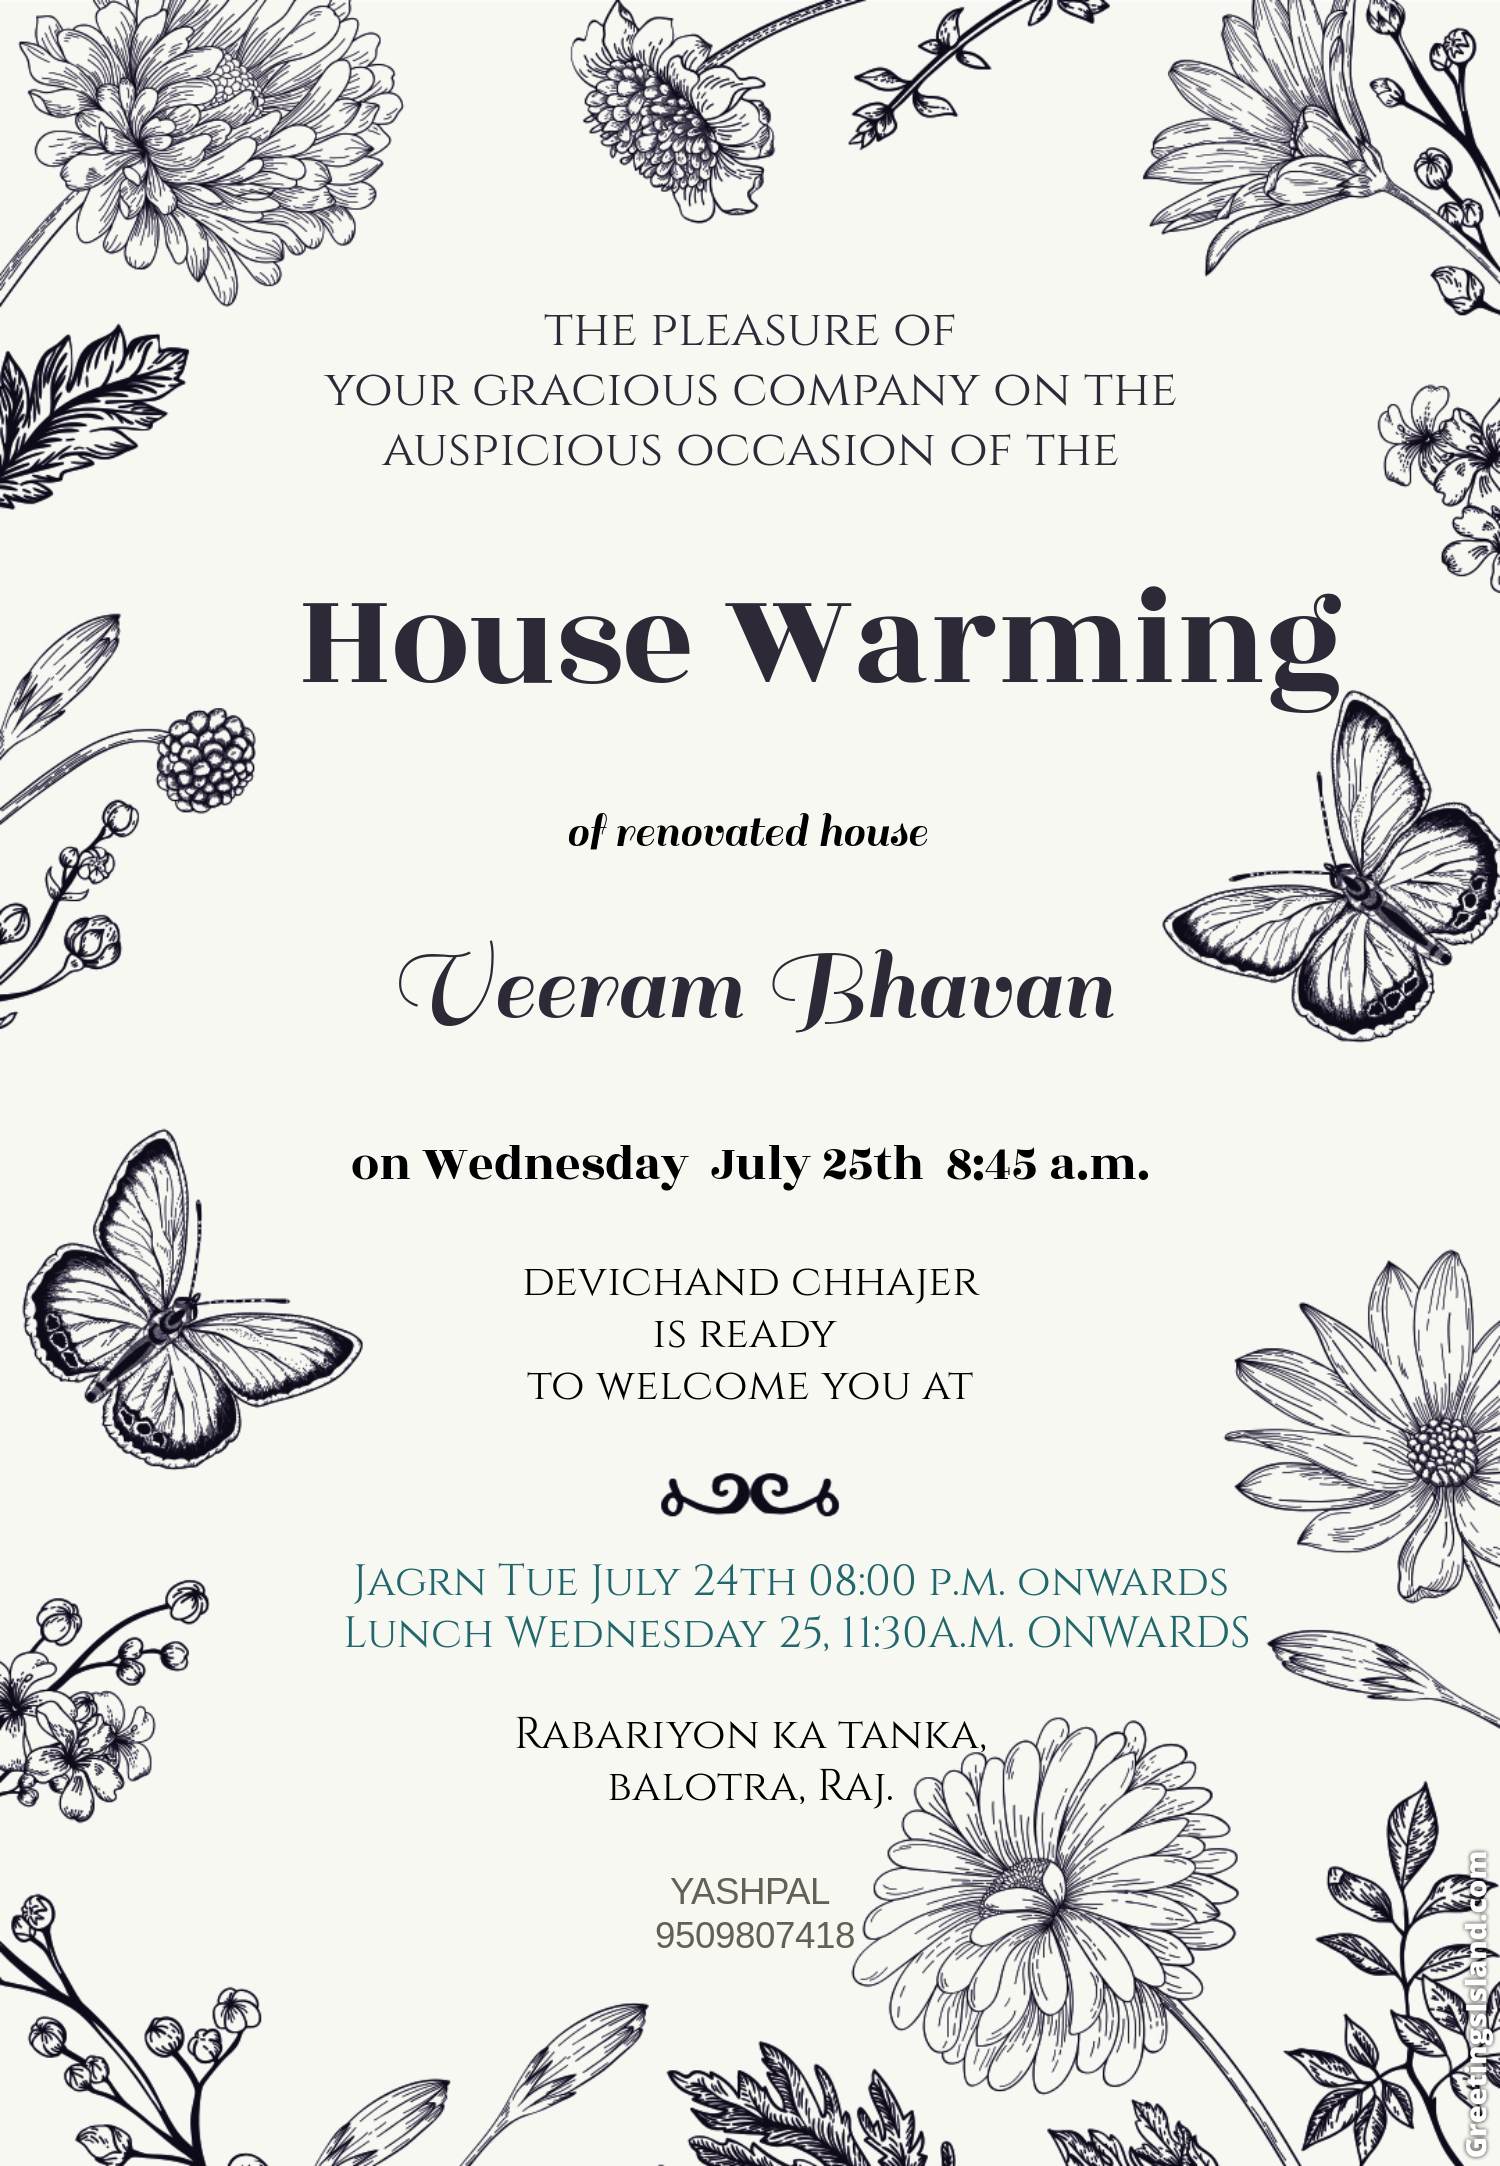 THE PLEASURE OF
YOUR GRACIOUS COMPANY ON THE
AUSPICIOUS OCCASION OF THE
House Warming
of renovated house
Veeram Bhavan
on Wednesday July 25th 8:45 a.m.
DEVICHAND CHHAJER
IS READY
TO WELCOME YOU AT
Jagrn Tue July 24th 08:00 p.m. onwards
Lunch Wednesday 25, 11:30A.M. ONWARDS
Rabariyon ka tanka,
balotra, Raj.
YASHPAL
9509807418
GreetingsIsland.com